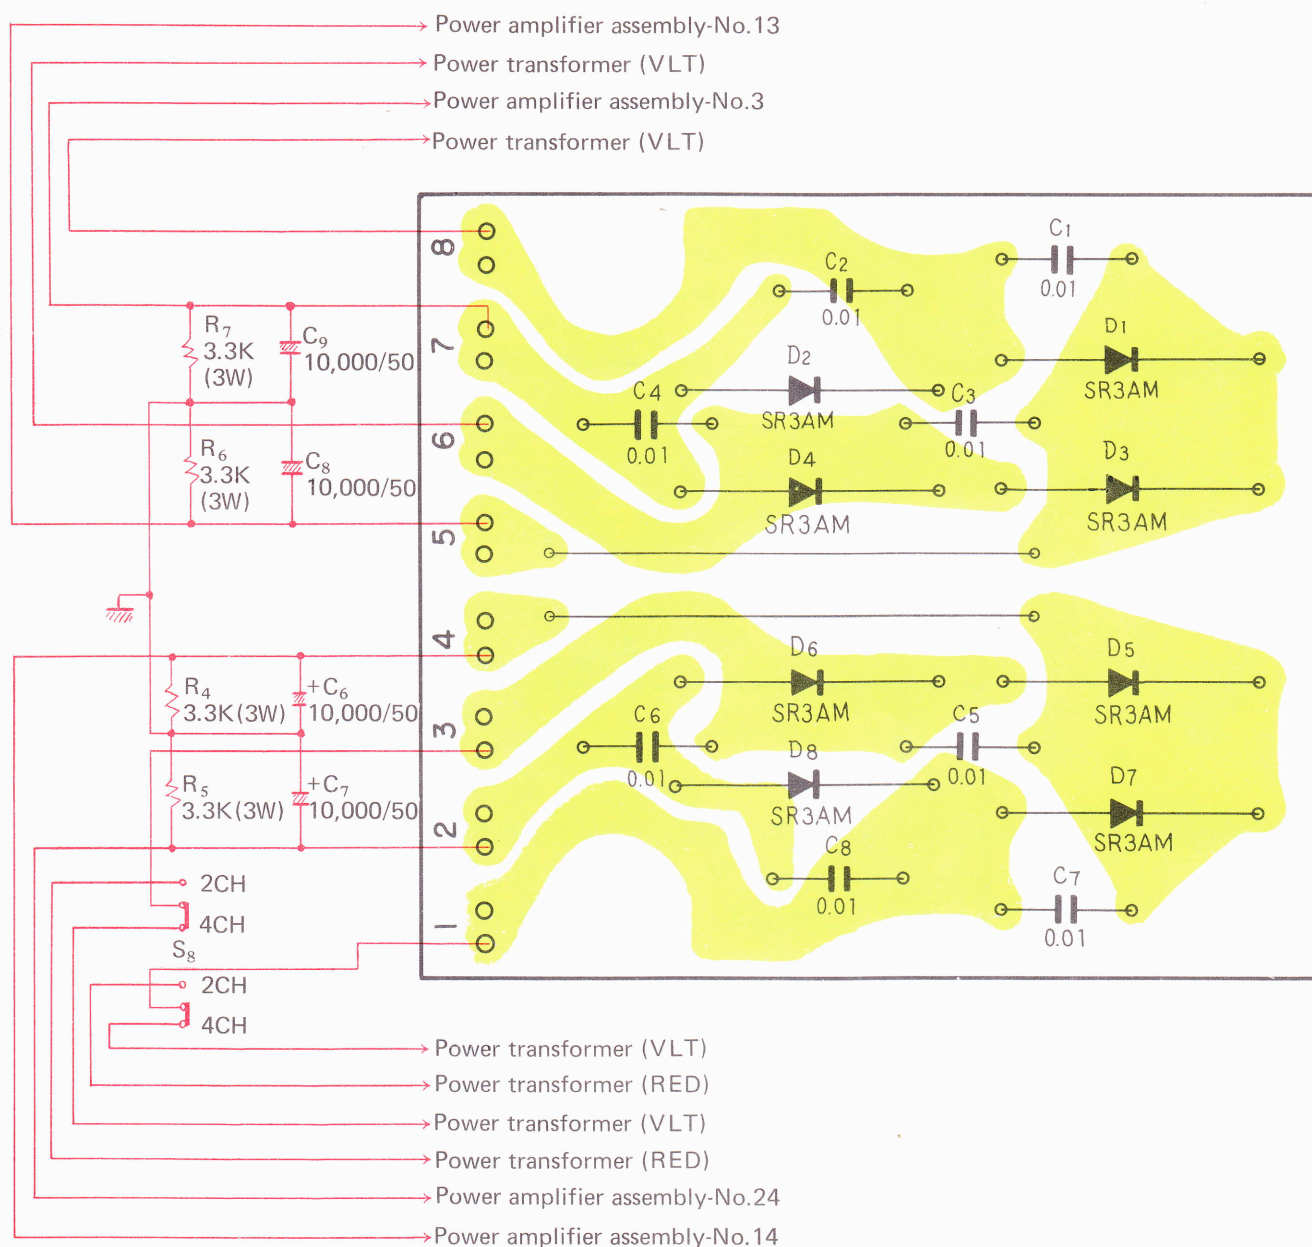 Power amplifier assembly-No.13
Power transformer (VLT)
Power amplifier assembly-No.3
Power transformer (VLT)
8
7
6
5
4
3
2
1
R7
3.3K
(3W)
C9
10,000/50
R6
3.3K
(3W)
C8
10,000/50
R4
3.3K(3W)
+C6
10,000/50
R5
3.3K(3W)
+C7
10,000/50
C1
0.01
C2
0.01
D1
SR3AM
D2
SR3AM
C4
0.01
C3
0.01
D4
SR3AM
D3
SR3AM
D6
SR3AM
D5
SR3AM
C6
0.01
C5
0.01
D8
SR3AM
D7
SR3AM
C8
0.01
C7
0.01
2CH
4CH
S8
2CH
4CH
Power transformer (VLT)
Power transformer (RED)
Power transformer (VLT)
Power transformer (RED)
Power amplifier assembly-No.24
Power amplifier assembly-No.14